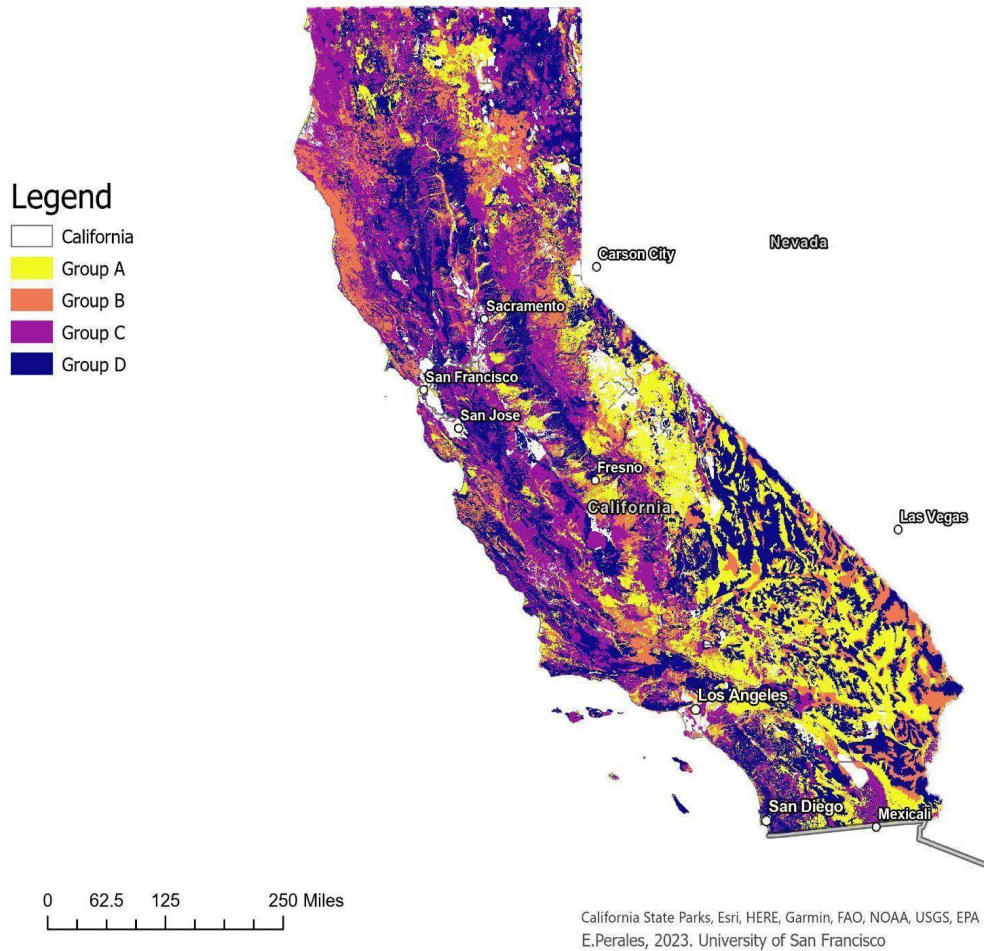 Legend
California
Group A
Group B
Group C
Group D
Nevada
Carson City
Sacramento
San Francisco
San Jose
Fresno
California
Las Vegas
Los Angeles
San Diego
Mexicali
0 62.5 125 250 Miles
California State Parks, Esri, HERE, Garmin, FAO, NOAA, USGS, EPA
E.Perales, 2023. University of San Francisco